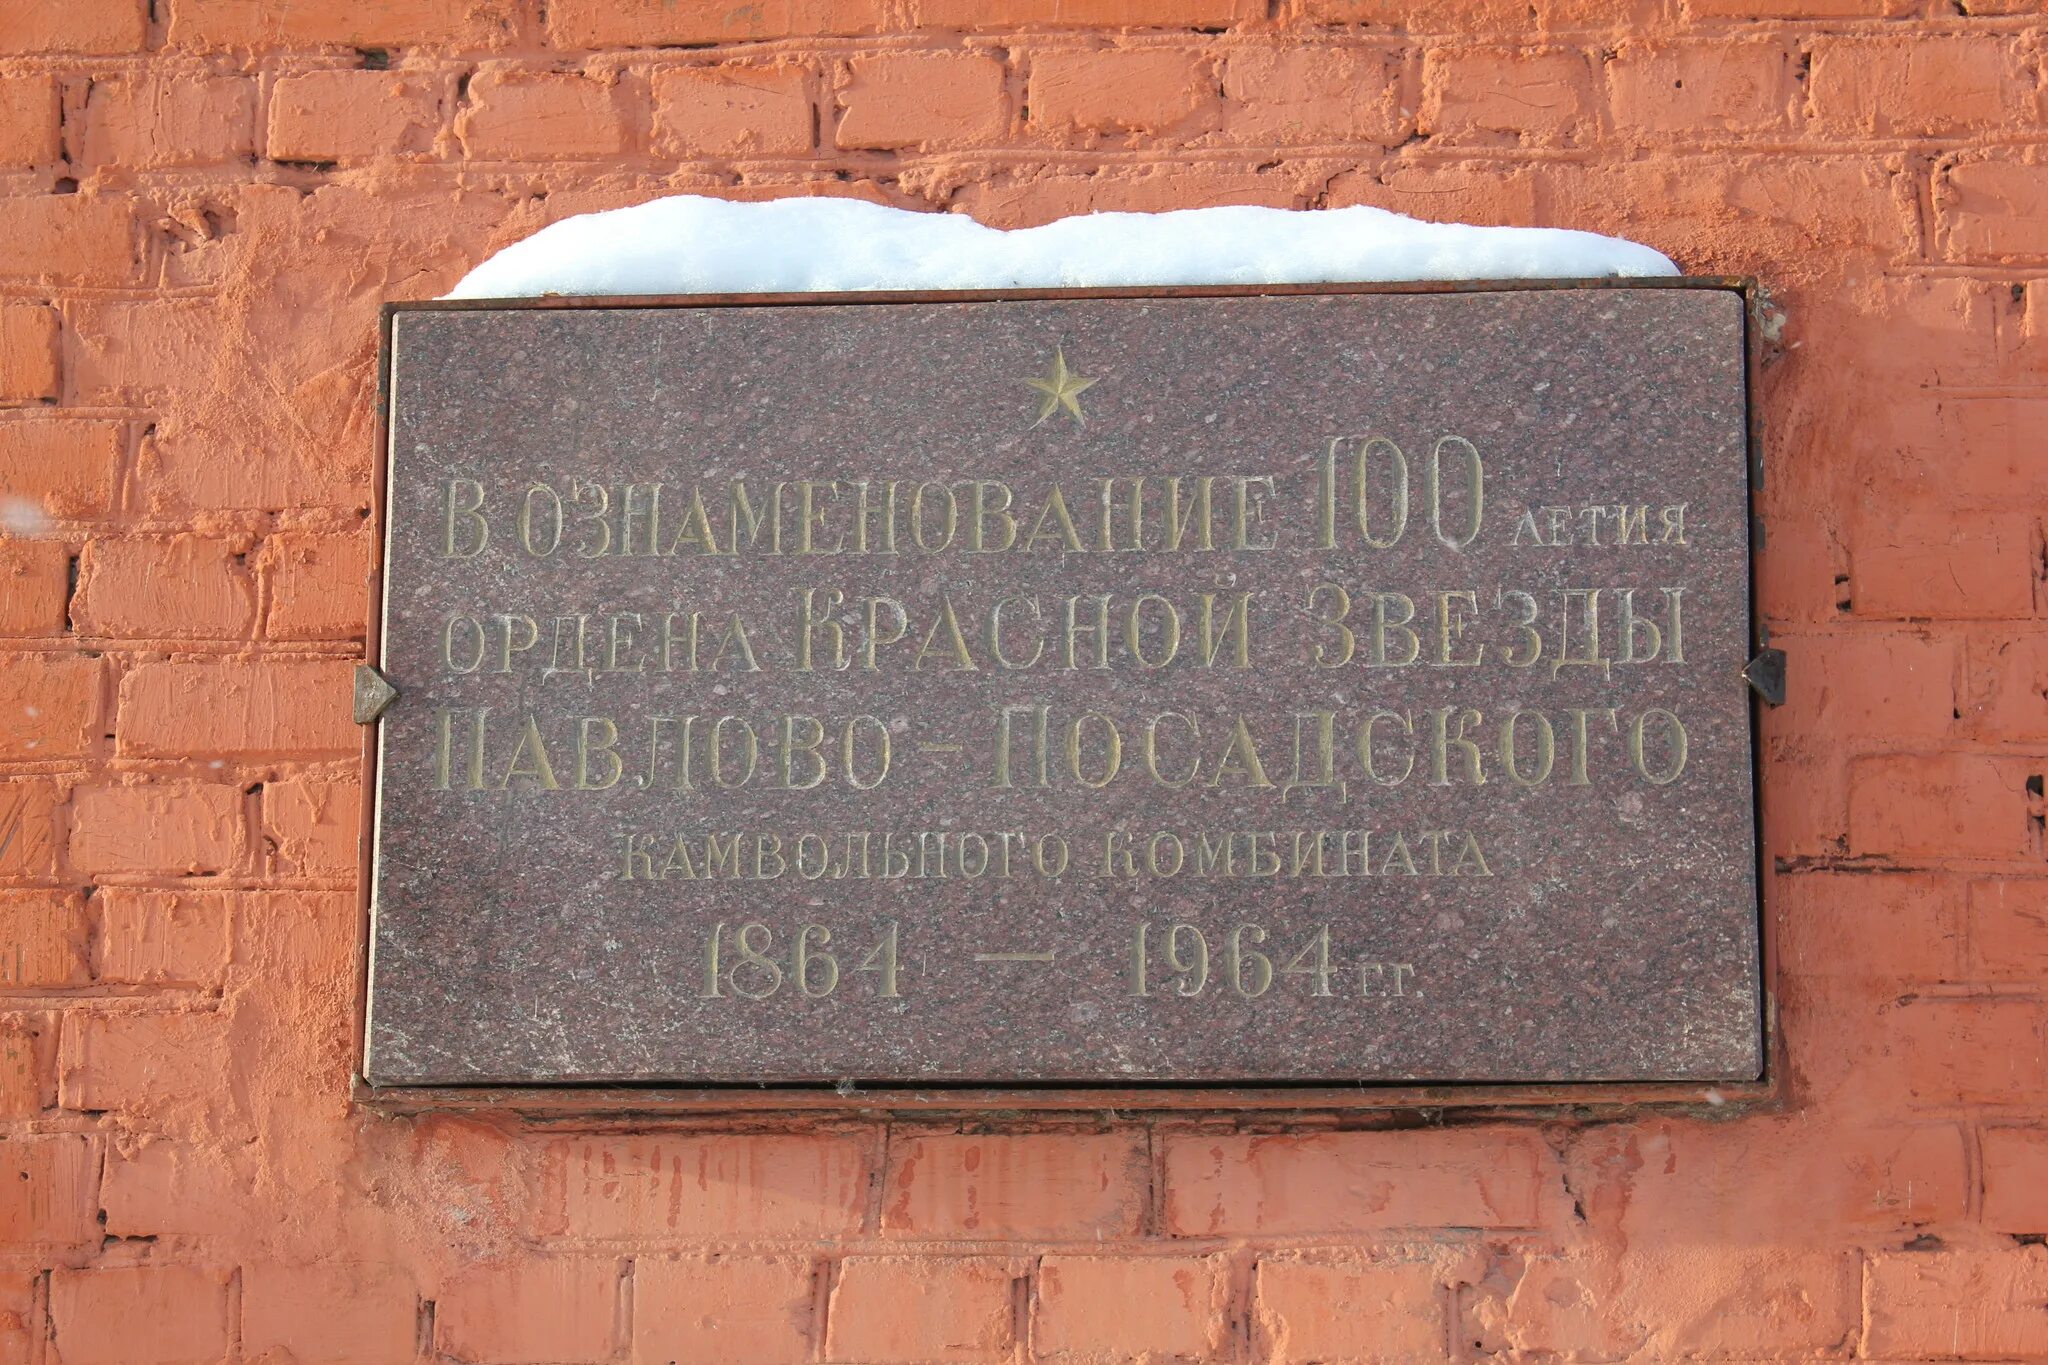 В ОЗНАМЕНОВАНИЕ 100 ЛЕТИЯ
ОРДЕНА КРАСНОЙ ЗВЕЗДЫ
ПАВЛОВО-ПОСАДСКОГО
КАМВОЛЬНОГО КОМБИНАТА
1864 — 1964 ГГ